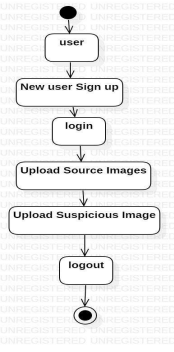 user
New user Sign up
login
Upload Source Images
Upload Suspicious Image
logout